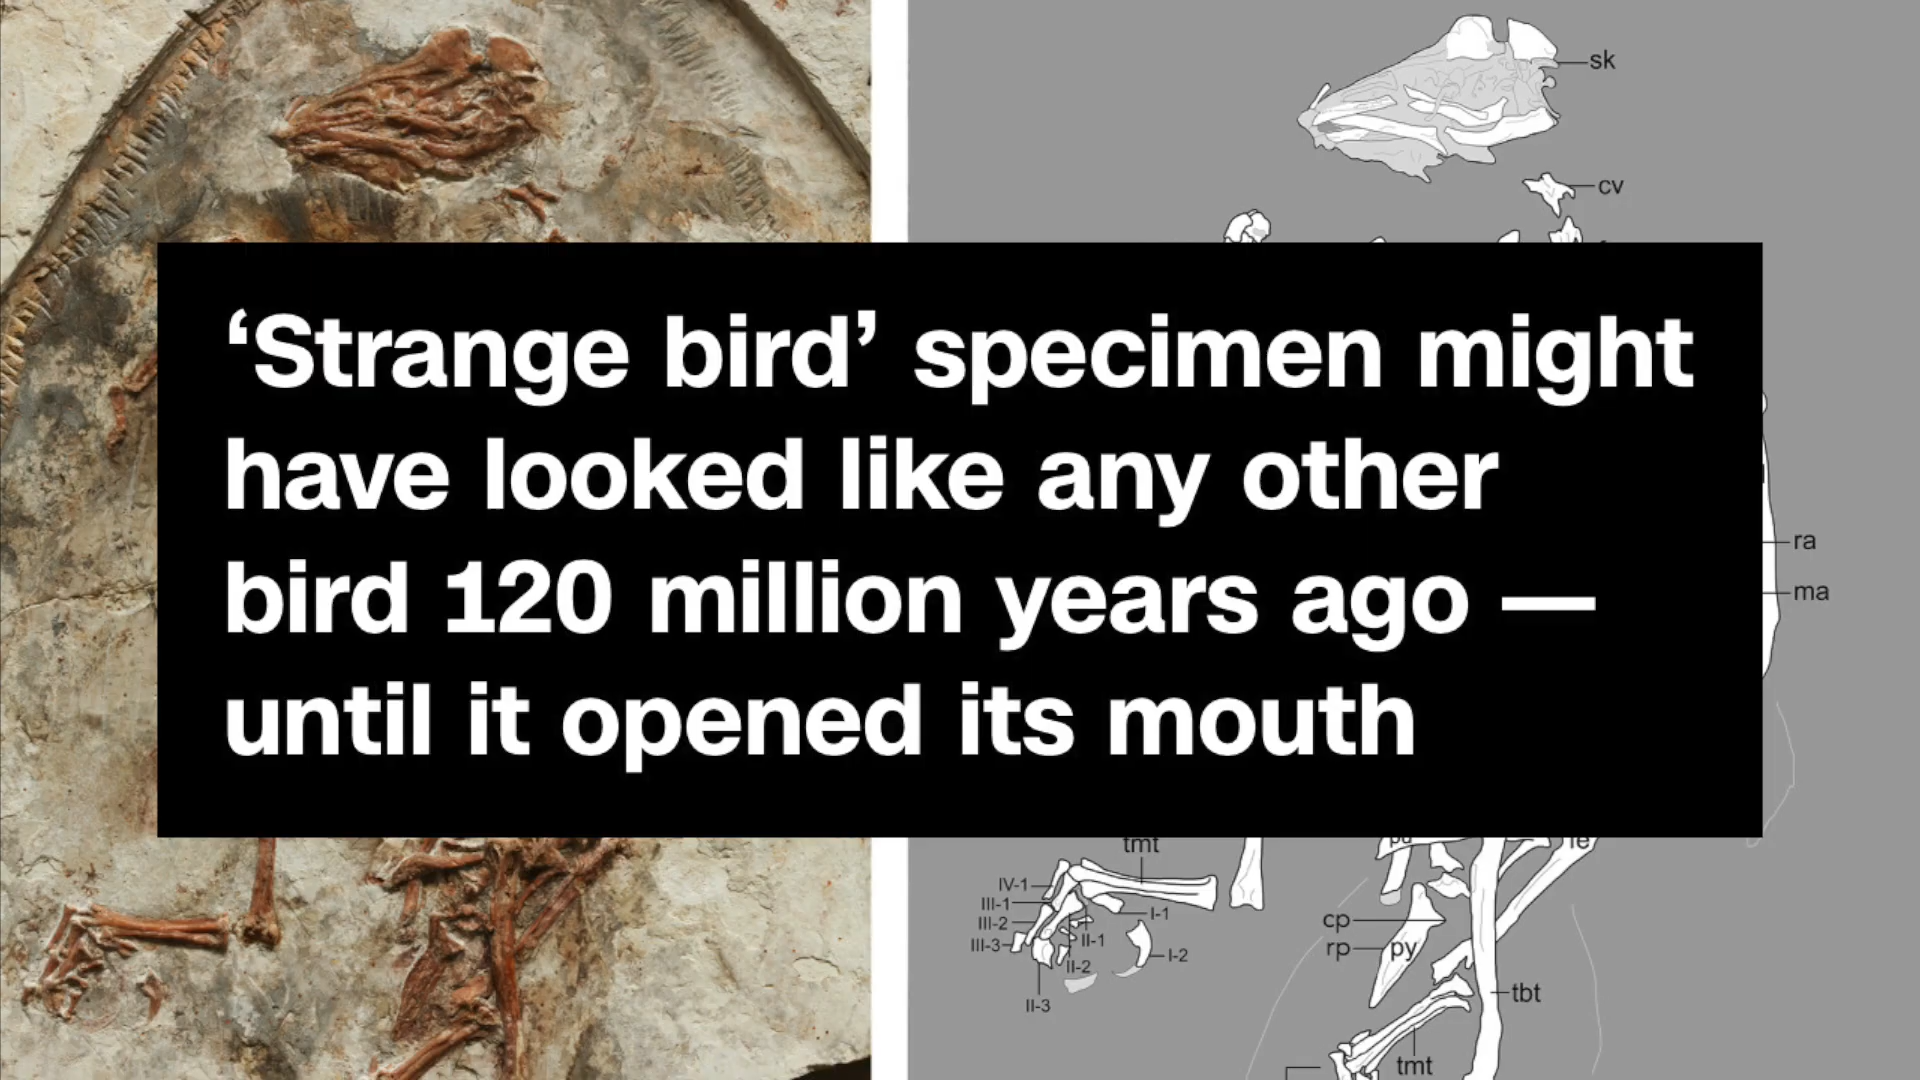 sk
cv
‘Strange bird’ specimen might
have looked like any other
bird 120 million years ago —
until it opened its mouth
ra
ma
tmt
IV-1
III-1
III-2
III-3
I-1
II-1
I-2
II-2
II-3
cp
rp
py
tbt
tmt